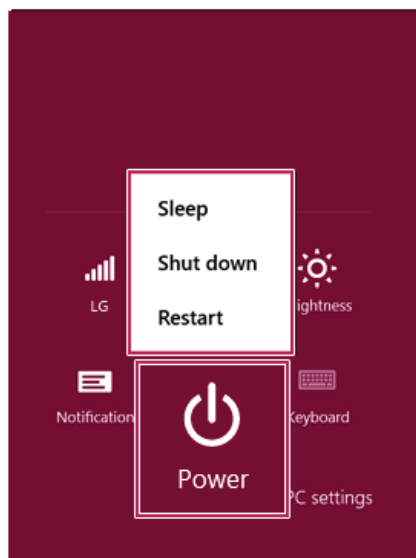 Sleep
Shut down
Restart
LG
ightness
Notification
Keyboard
Power
PC settings